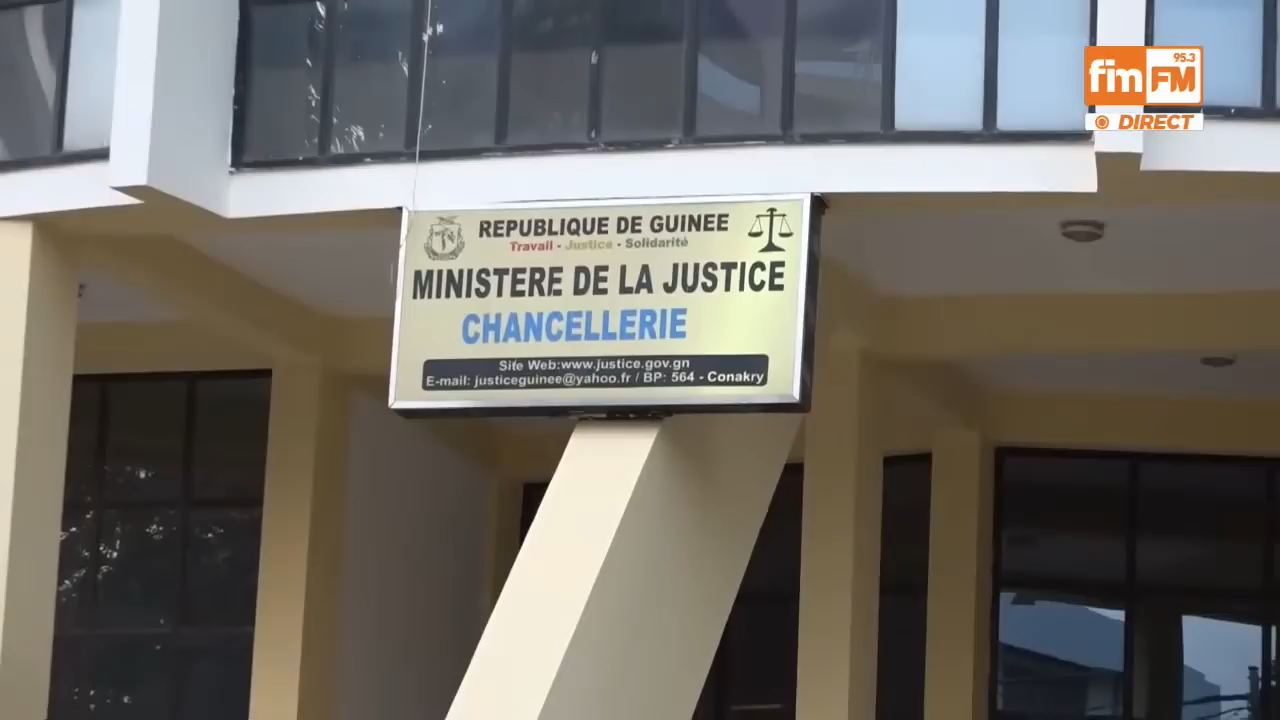 95.3
fim FM
DIRECT
REPUBLIQUE DE GUINEE
Travail - Justice - Solidarité
MINISTERE DE LA JUSTICE
CHANCELLERIE
Site Web:www.justice.gov.gn
E-mail: justiceguinee@yahoo.fr / BP: 564 - Conakry